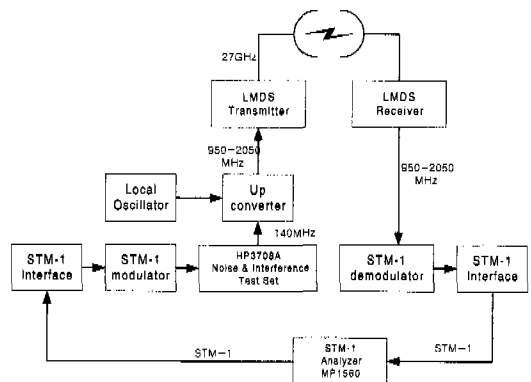 27GHz
LMDS
Transmitter
LMDS
Receiver
950-2050
MHz
950-2050
MHz
Local
Oscillator
Up
converter
140MHz
STM-1
Interface
STM-1
modulator
HP3708A
Noise & Interference
Test Set
STM-1
demodulator
STM-1
Interface
STM-1
STM-1
Analyzer
MP1560
STM-1